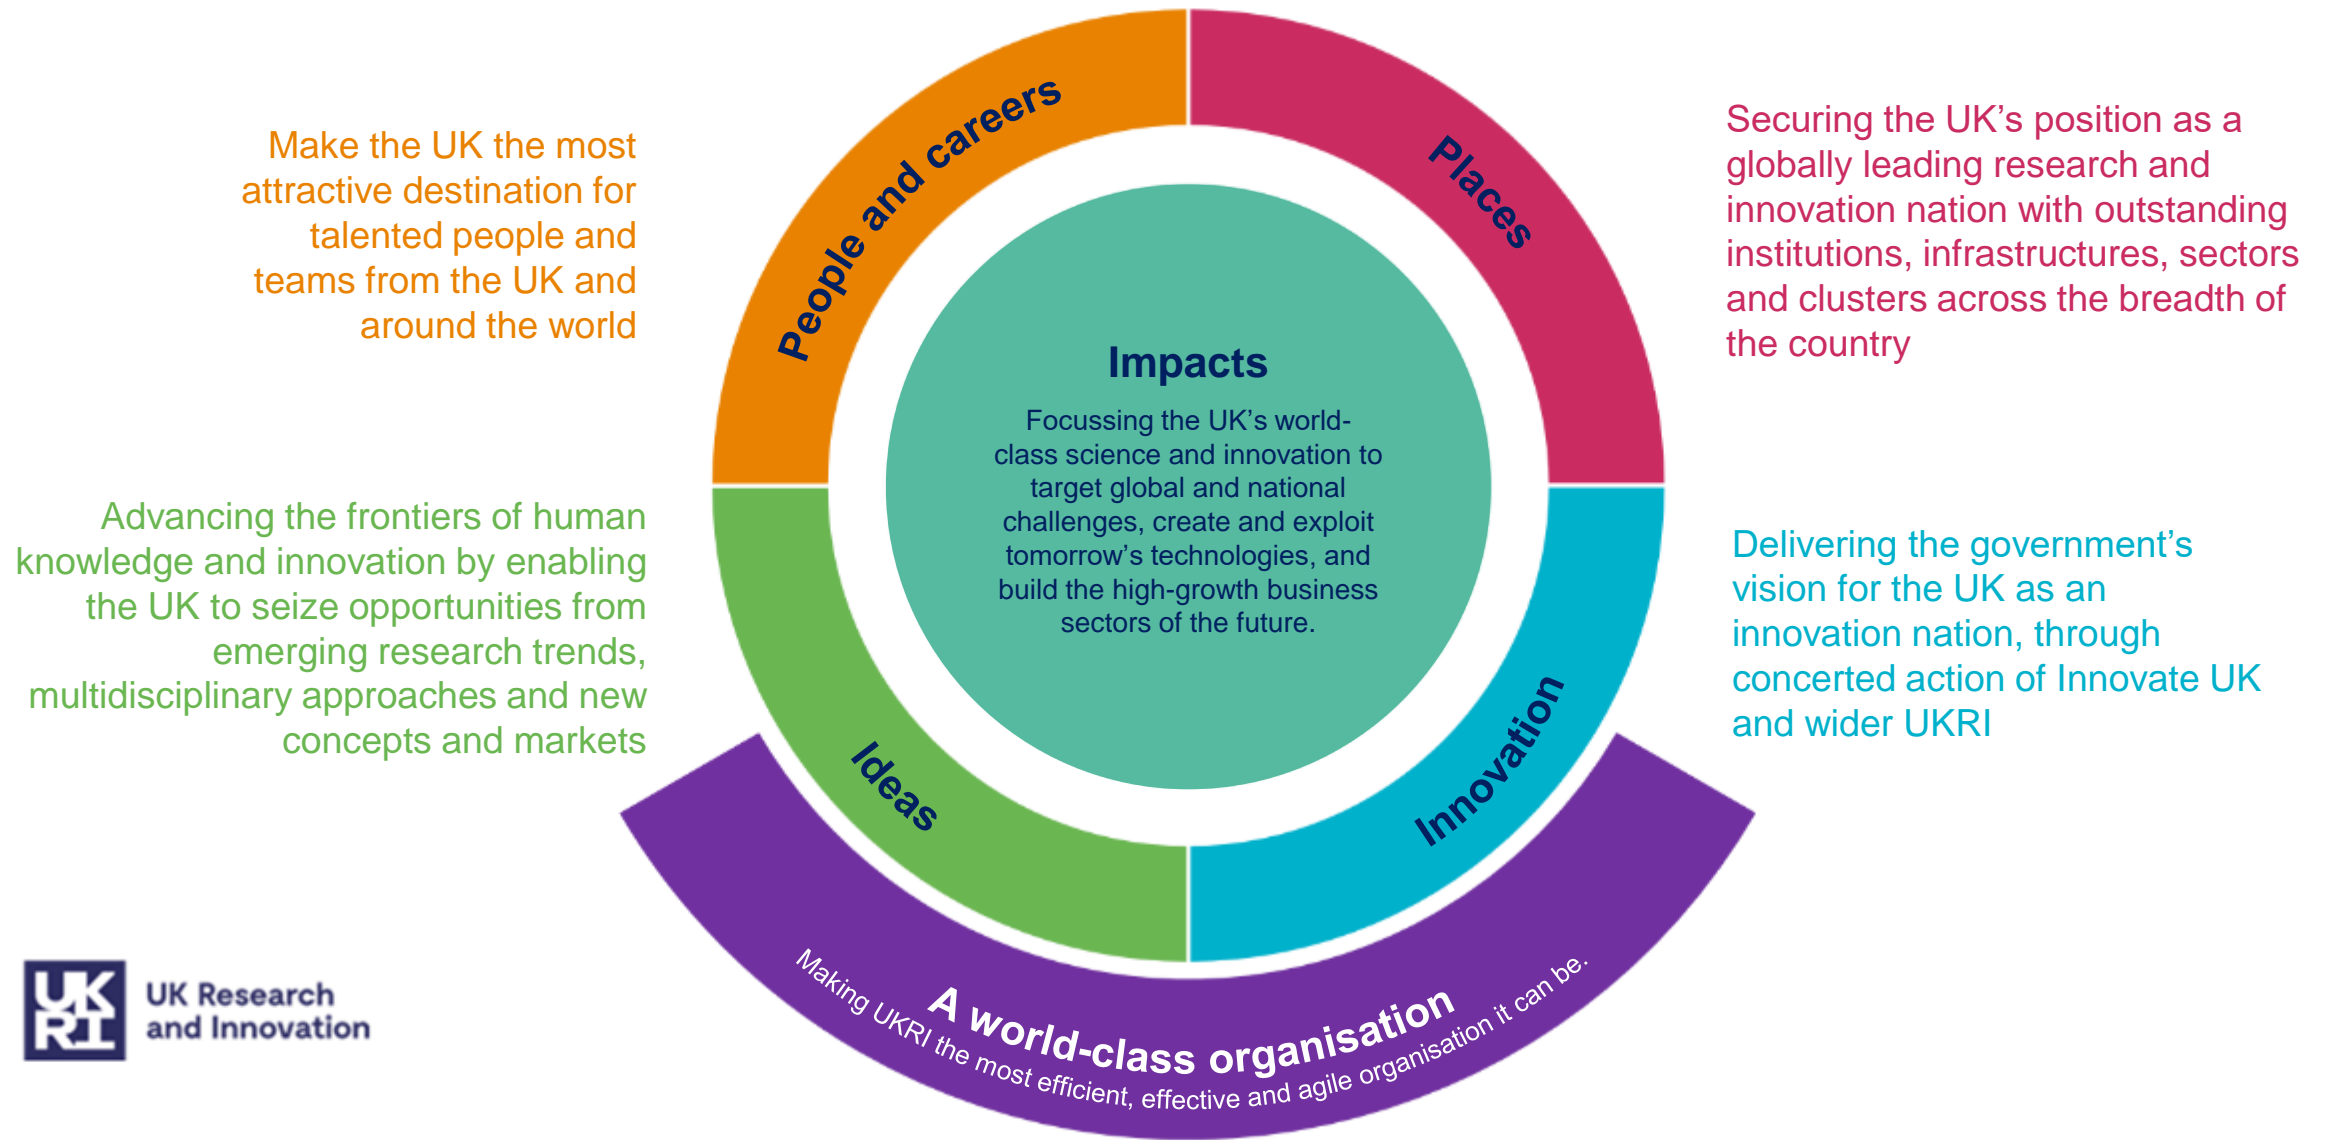 People and careers
Make the UK the most
attractive destination for
talented people and
teams from the UK and
around the world
Places
Securing the UK's position as a
globally leading research and
innovation nation with outstanding
institutions, infrastructures, sectors
and clusters across the breadth of
the country
Impacts
Focussing the UK's world-
class science and innovation to
target global and national
challenges, create and exploit
tomorrow's technologies, and
build the high-growth business
sectors of the future.
Ideas
Advancing the frontiers of human
knowledge and innovation by enabling
the UK to seize opportunities from
emerging research trends,
multidisciplinary approaches and new
concepts and markets
Innovation
Delivering the government's
vision for the UK as an
innovation nation, through
concerted action of Innovate UK
and wider UKRI
A world-class organisation
Making UKRI the most efficient, effective and agile organisation it can be.
UK
RI
UK Research
and Innovation